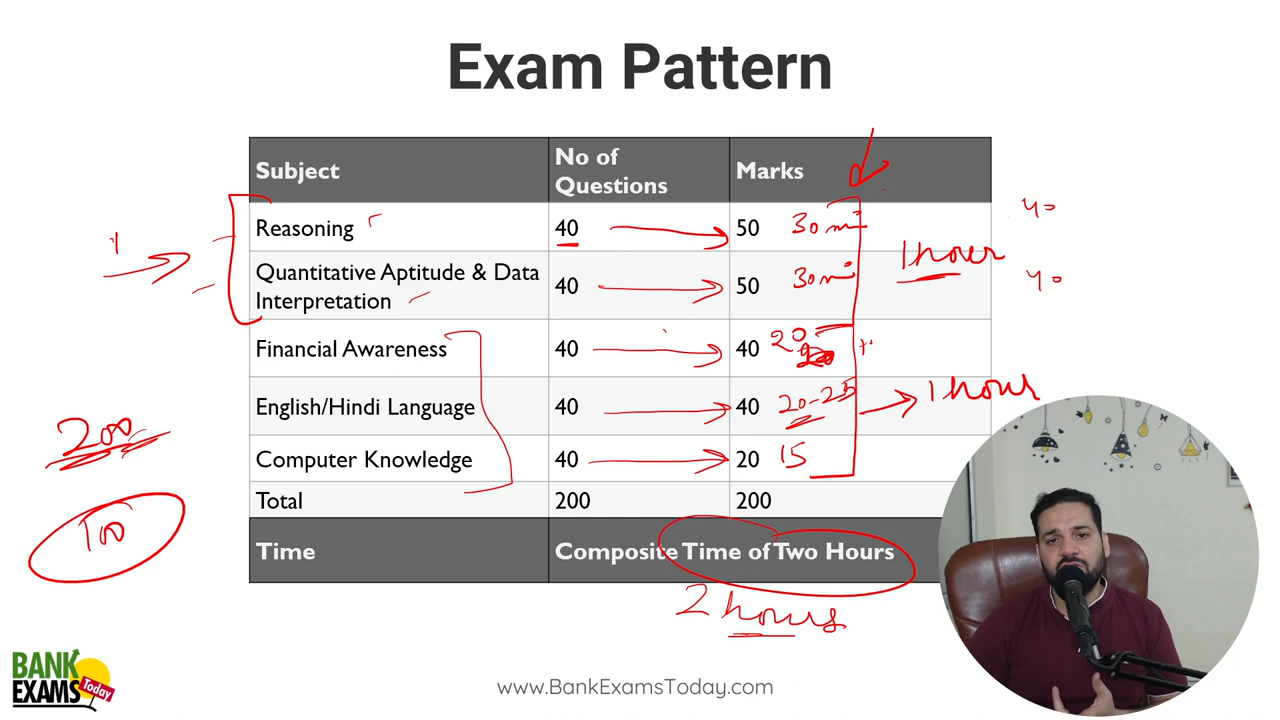 Exam Pattern
Subject
No of
Questions
Marks
Reasoning
40
50
30 min
Quantitative Aptitude & Data
Interpretation
40
50
30 min
1 hour
40
40
Financial Awareness
40
40
20
English/Hindi Language
40
40
20-25
1 hour
Computer Knowledge
40
20
15
Total
200
200
Time
Composite Time of Two Hours
2 hours
200
100
BANK
EXAMS
Today
www.BankExamsToday.com